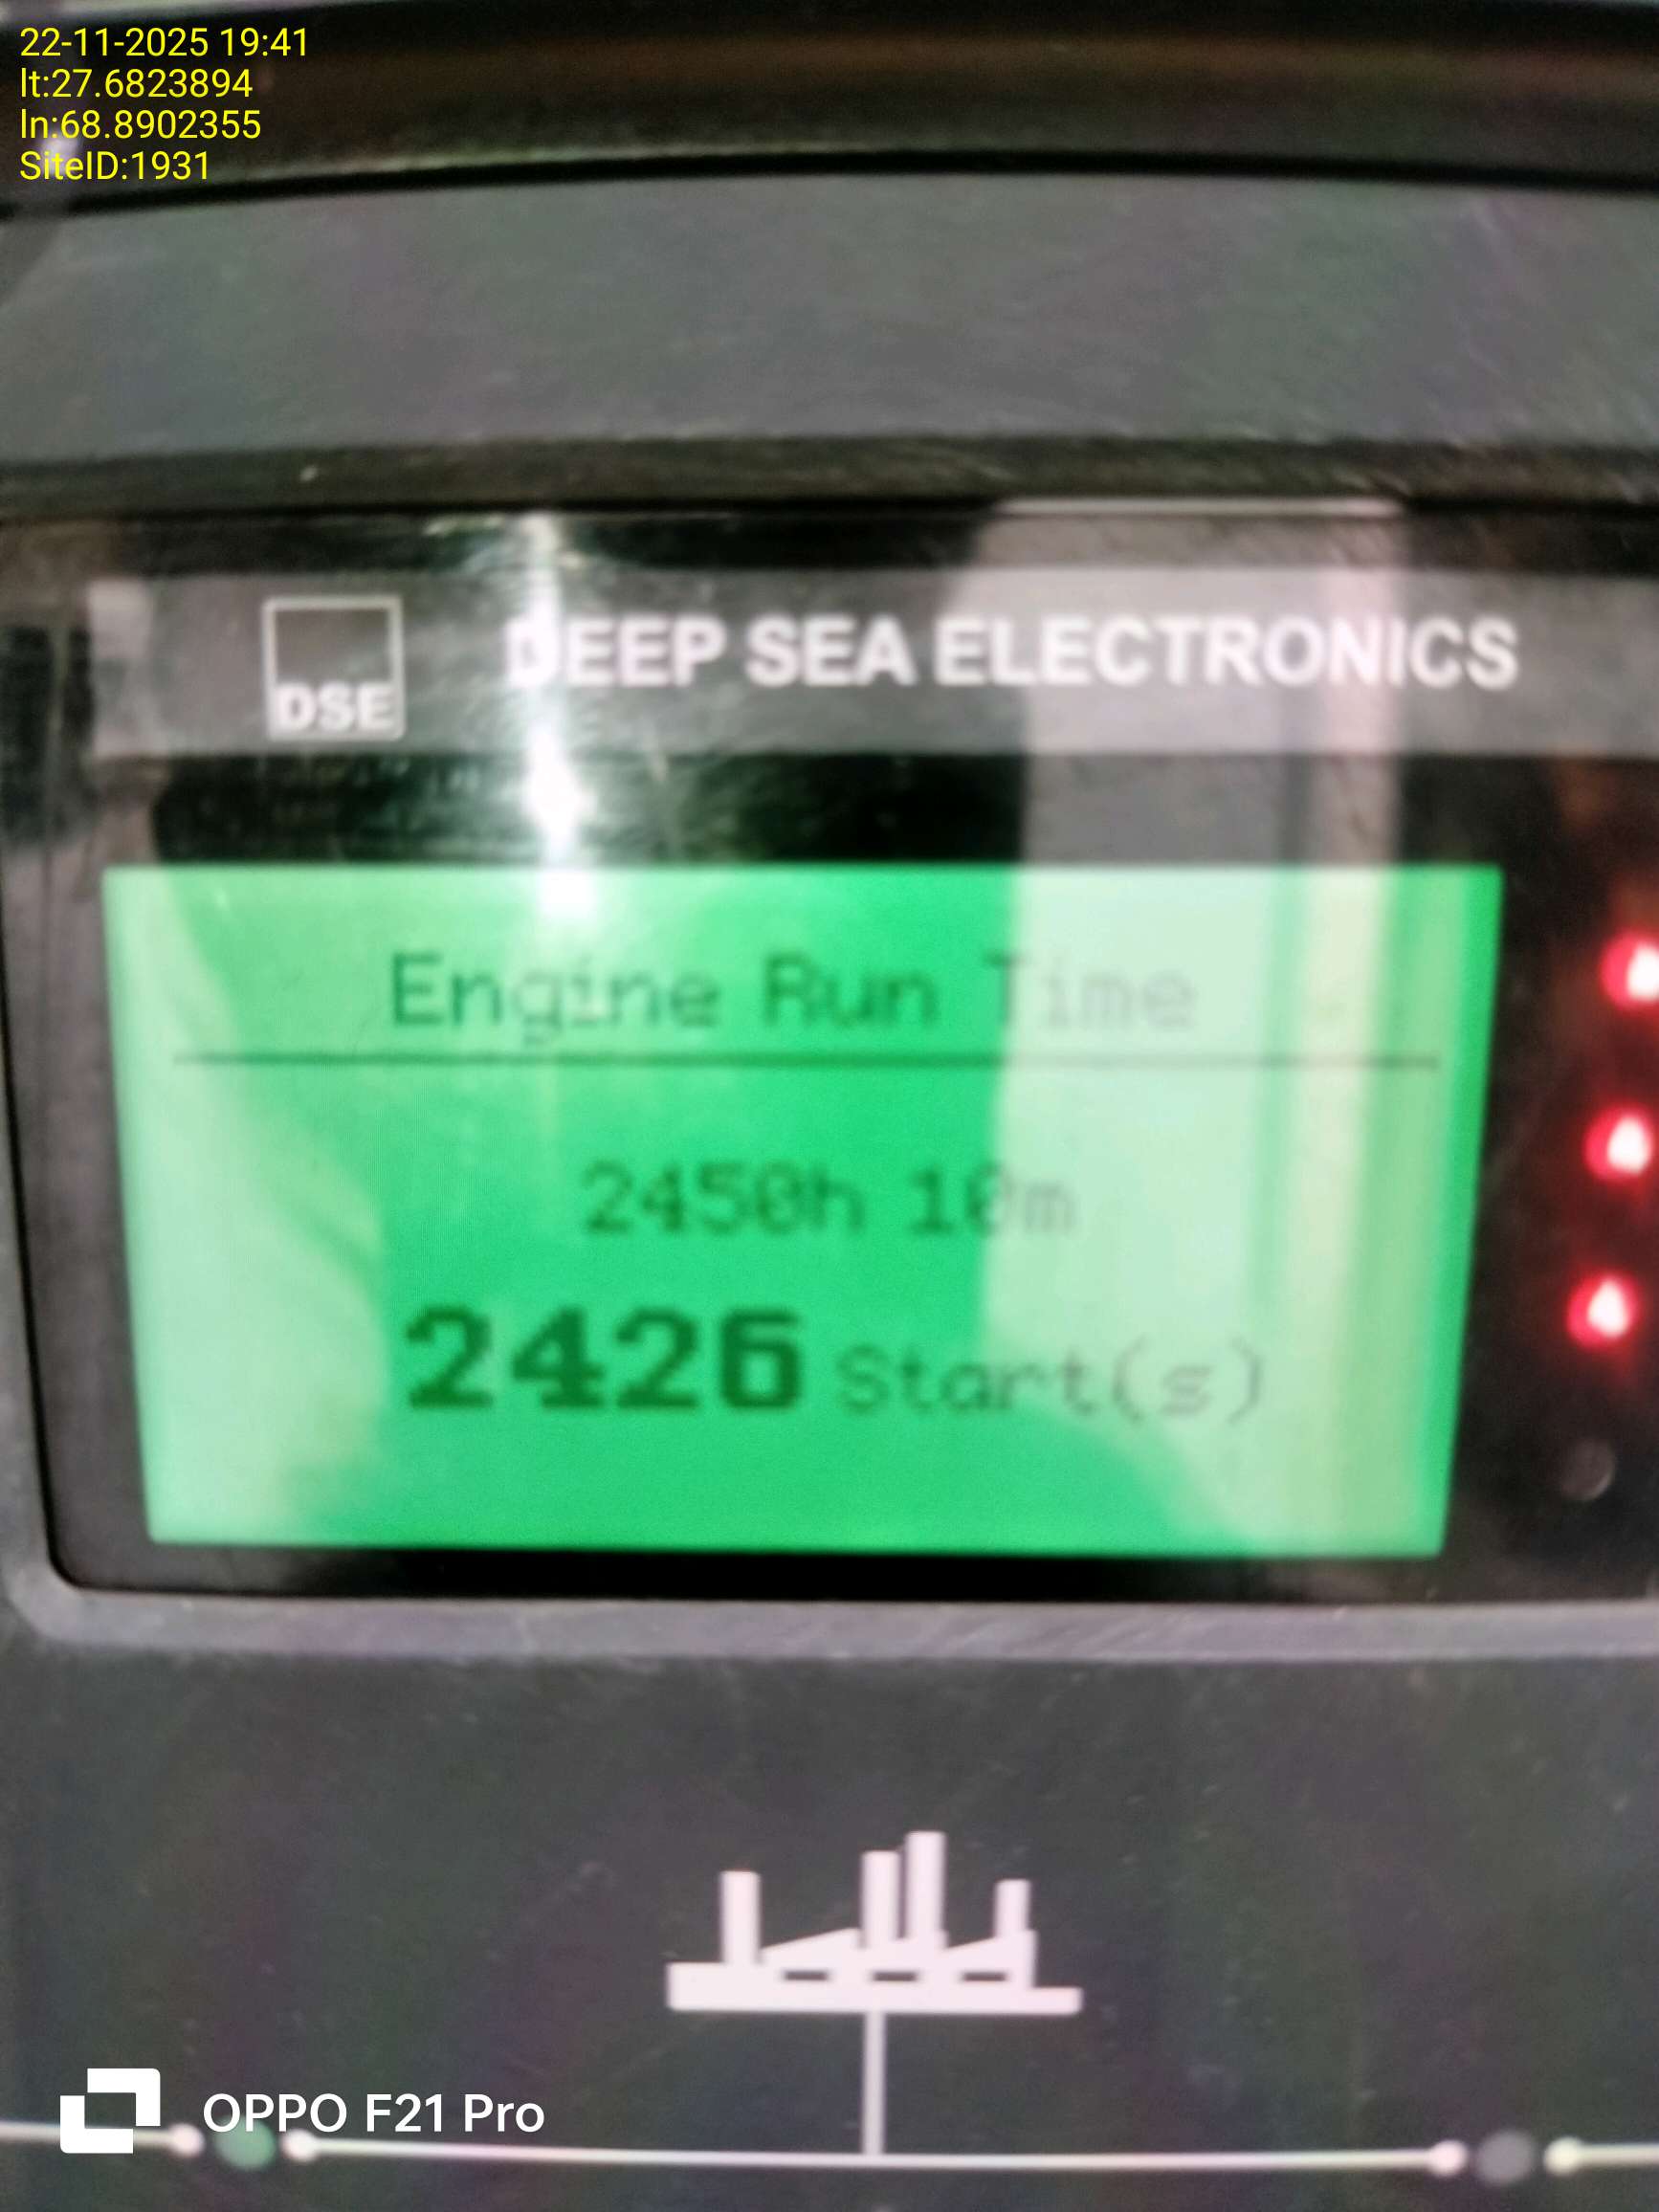 22-11-2025 19:41
lt:27.6823894
ln:68.8902355
SiteID:1931
DSE
DEEP SEA ELECTRONICS
Engine Run Time
2450h 10m
2426 Start(s)
OPPO F21 Pro